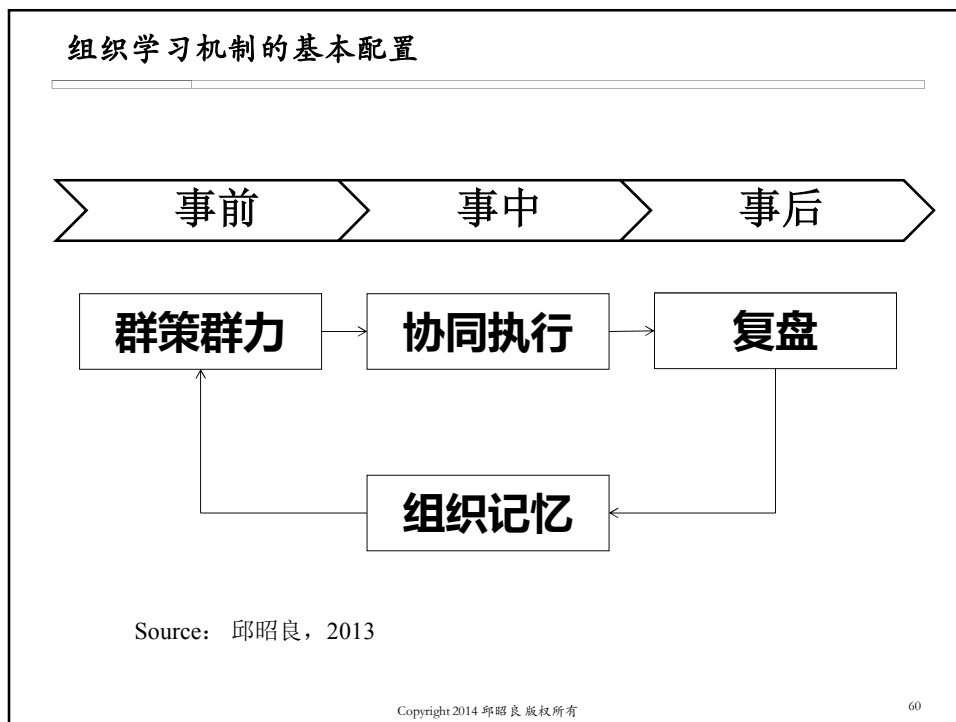 组织学习机制的基本配置
事前 事中 事后
群策群力 协同执行 复盘
组织记忆
Source： 邱昭良，2013
Copyright 2014 邱昭良 版权所有
60